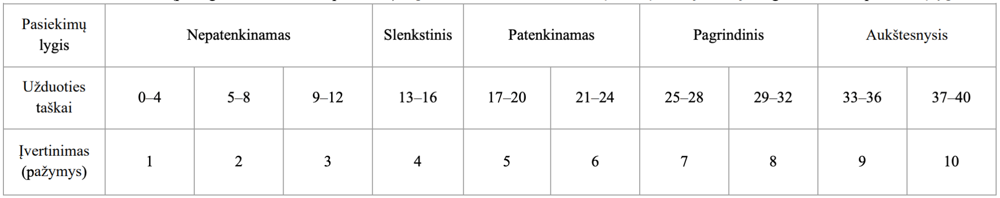 Pasiekimų lygis Nepatenkinamas Slenkstinis Patenkinamas Pagrindinis Aukštesnysis
Užduoties taškai 0–4 5–8 9–12 13–16 17–20 21–24 25–28 29–32 33–36 37–40
Įvertinimas (pažymys) 1 2 3 4 5 6 7 8 9 10